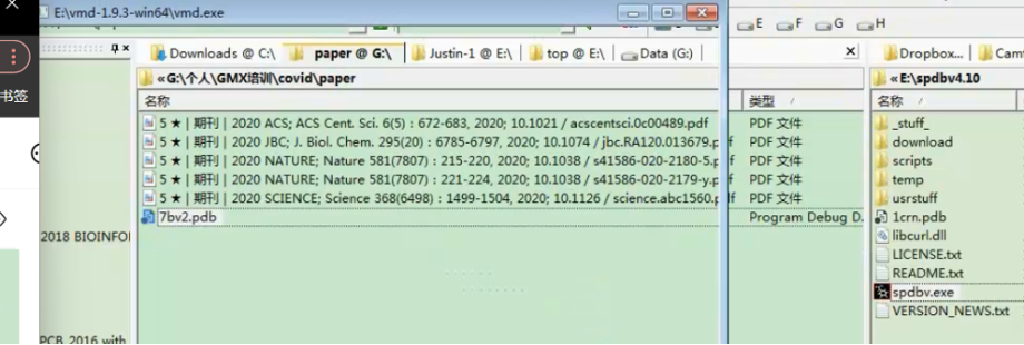 E:\vmd-1.9.3-win64\vmd.exe
E F G H
Downloads @ C:\ paper @ G:\ Justin-1 @ E:\ top @ E:\ Data (G:) Dropbox...
书签
«G:\个人\GMX培训\covid\paper «E:\spdbv4.10
名称 类型 名称
5 ★ | 期刊 | 2020 ACS; ACS Cent. Sci. 6(5) : 672-683, 2020; 10.1021 / acscentsci.0c00489.pdf PDF 文件 _stuff_
5 ★ | 期刊 | 2020 JBC; J. Biol. Chem. 295(20) : 6785-6797, 2020; 10.1074 / jbc.RA120.013679.pdf PDF 文件 download
5 ★ | 期刊 | 2020 NATURE; Nature 581(7807) : 215-220, 2020; 10.1038 / s41586-020-2180-5.pdf PDF 文件 scripts
5 ★ | 期刊 | 2020 NATURE; Nature 581(7807) : 221-224, 2020; 10.1038 / s41586-020-2179-y.pdf PDF 文件 temp
5 ★ | 期刊 | 2020 SCIENCE; Science 368(6498) : 1499-1504, 2020; 10.1126 / science.abc1560.pdf PDF 文件 usrstuff
7bv2.pdb Program Debug D... 1crn.pdb
2018 BIOINFO libcurl.dll
LICENSE.txt
README.txt
spdbv.exe
VERSION_NEWS.txt
PCB 2016 with